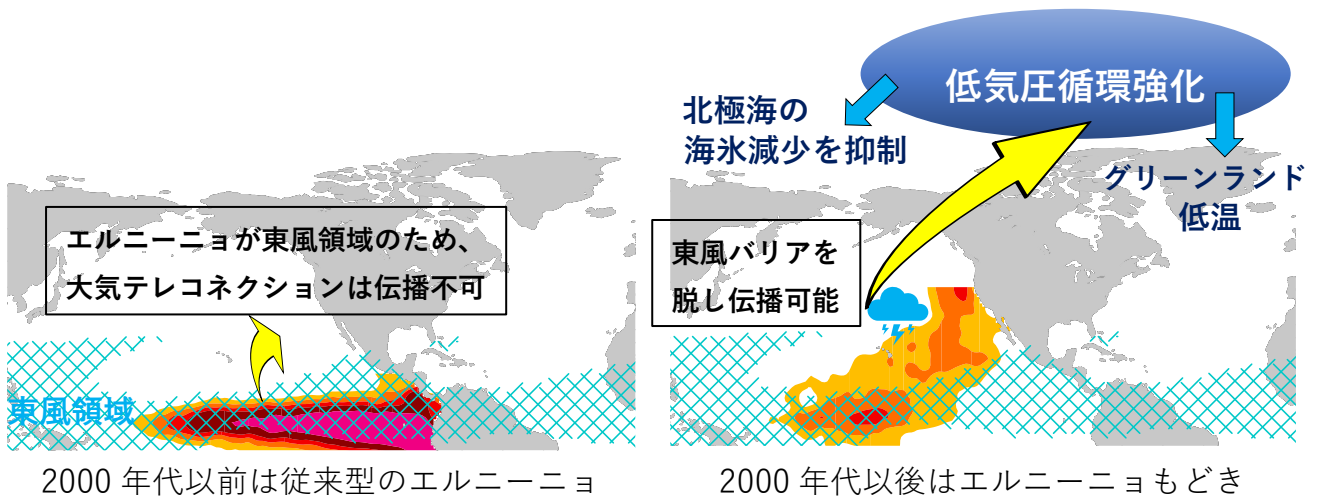 エルニーニョが東風領域のため、
大気テレコネクションは伝播不可
東風領域
2000 年代以前は従来型のエルニーニョ
低気圧循環強化
北極海の
海氷減少を抑制
グリーンランド
低温
東風バリアを
脱し伝播可能
2000 年代以後はエルニーニョもどき